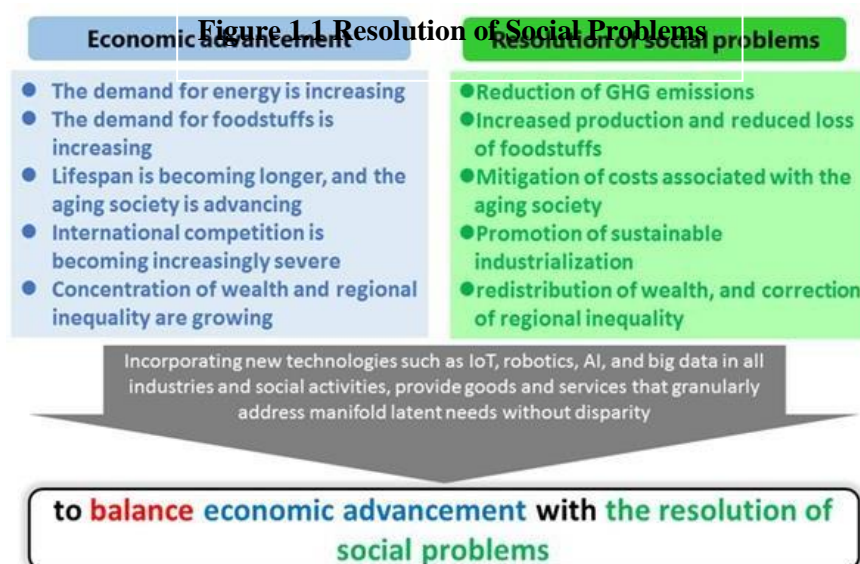 Figure 1.1 Resolution of Social Problems
Economic advancement
● The demand for energy is increasing
● The demand for foodstuffs is
increasing
● Lifespan is becoming longer, and the
aging society is advancing
● International competition is
becoming increasingly severe
● Concentration of wealth and regional
inequality are growing
Resolution of social problems
●Reduction of GHG emissions
●Increased production and reduced loss
of foodstuffs
●Mitigation of costs associated with the
aging society
●Promotion of sustainable
industrialization
●redistribution of wealth, and correction
of regional inequality
Incorporating new technologies such as IoT, robotics, AI, and big data in all
industries and social activities, provide goods and services that granularly
address manifold latent needs without disparity
to balance economic advancement with the resolution of
social problems